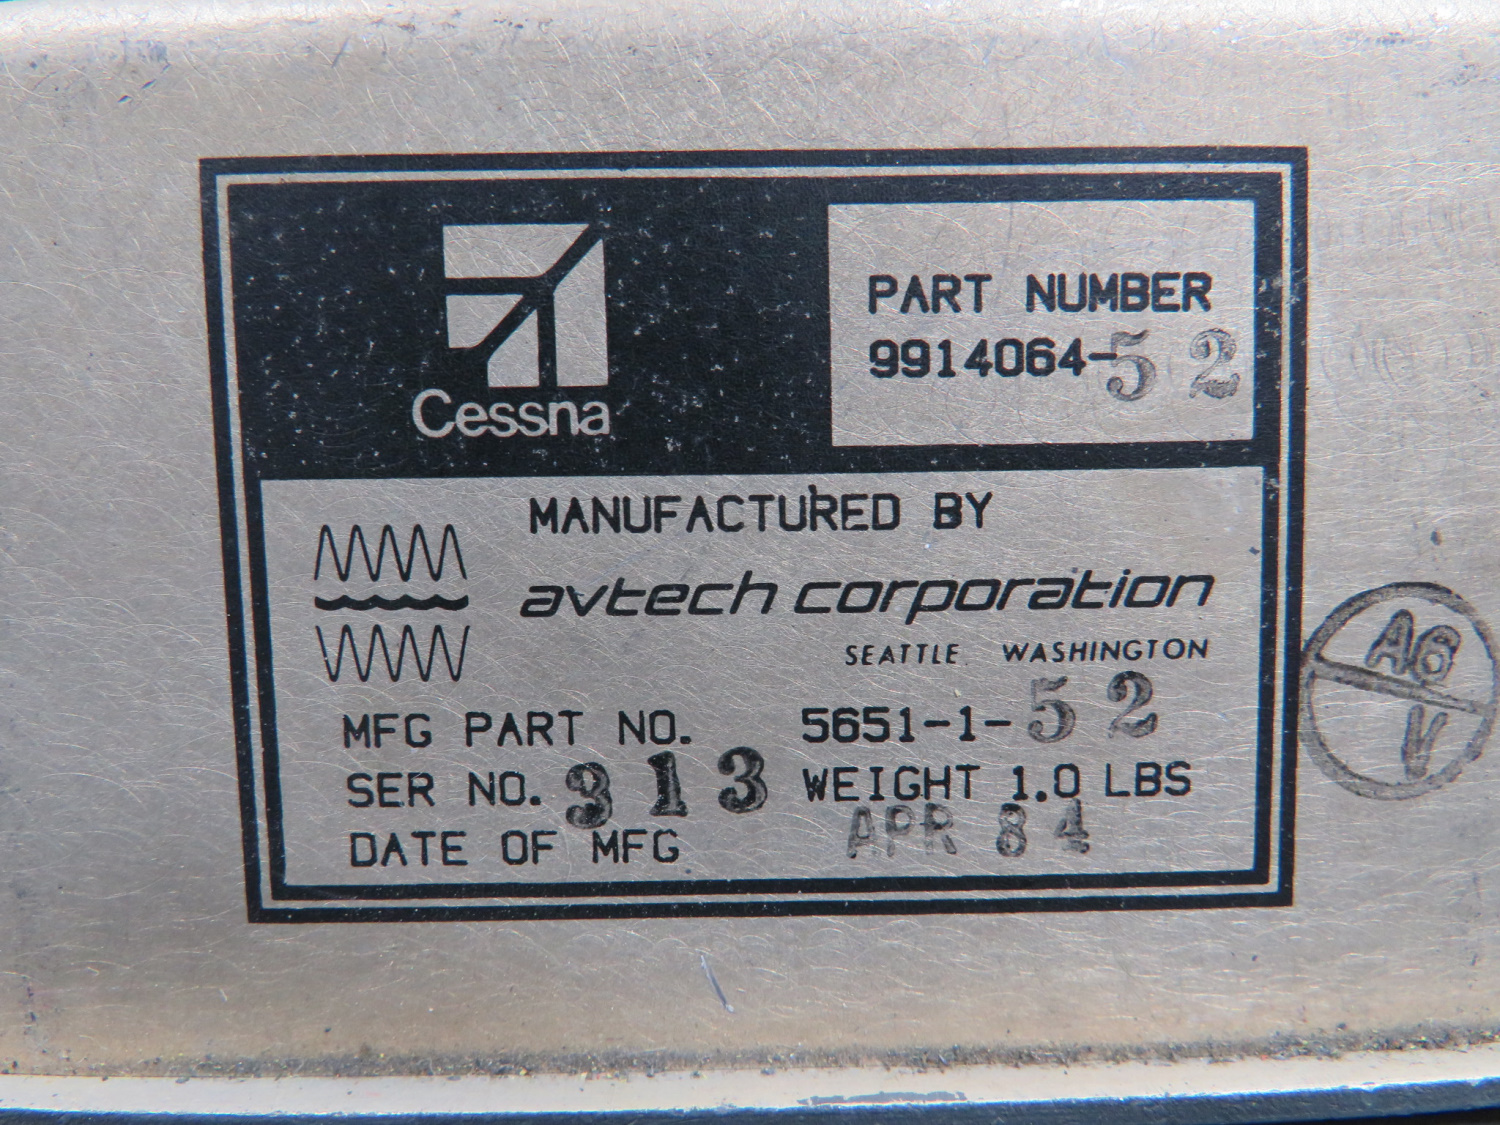 Cessna
PART NUMBER
9914064-52
MANUFACTURED BY
avtech corporation
SEATTLE WASHINGTON
MFG PART NO. 5651-1-52
SER NO. 313 WEIGHT 1.0 LBS
DATE OF MFG APR 84
A6
V